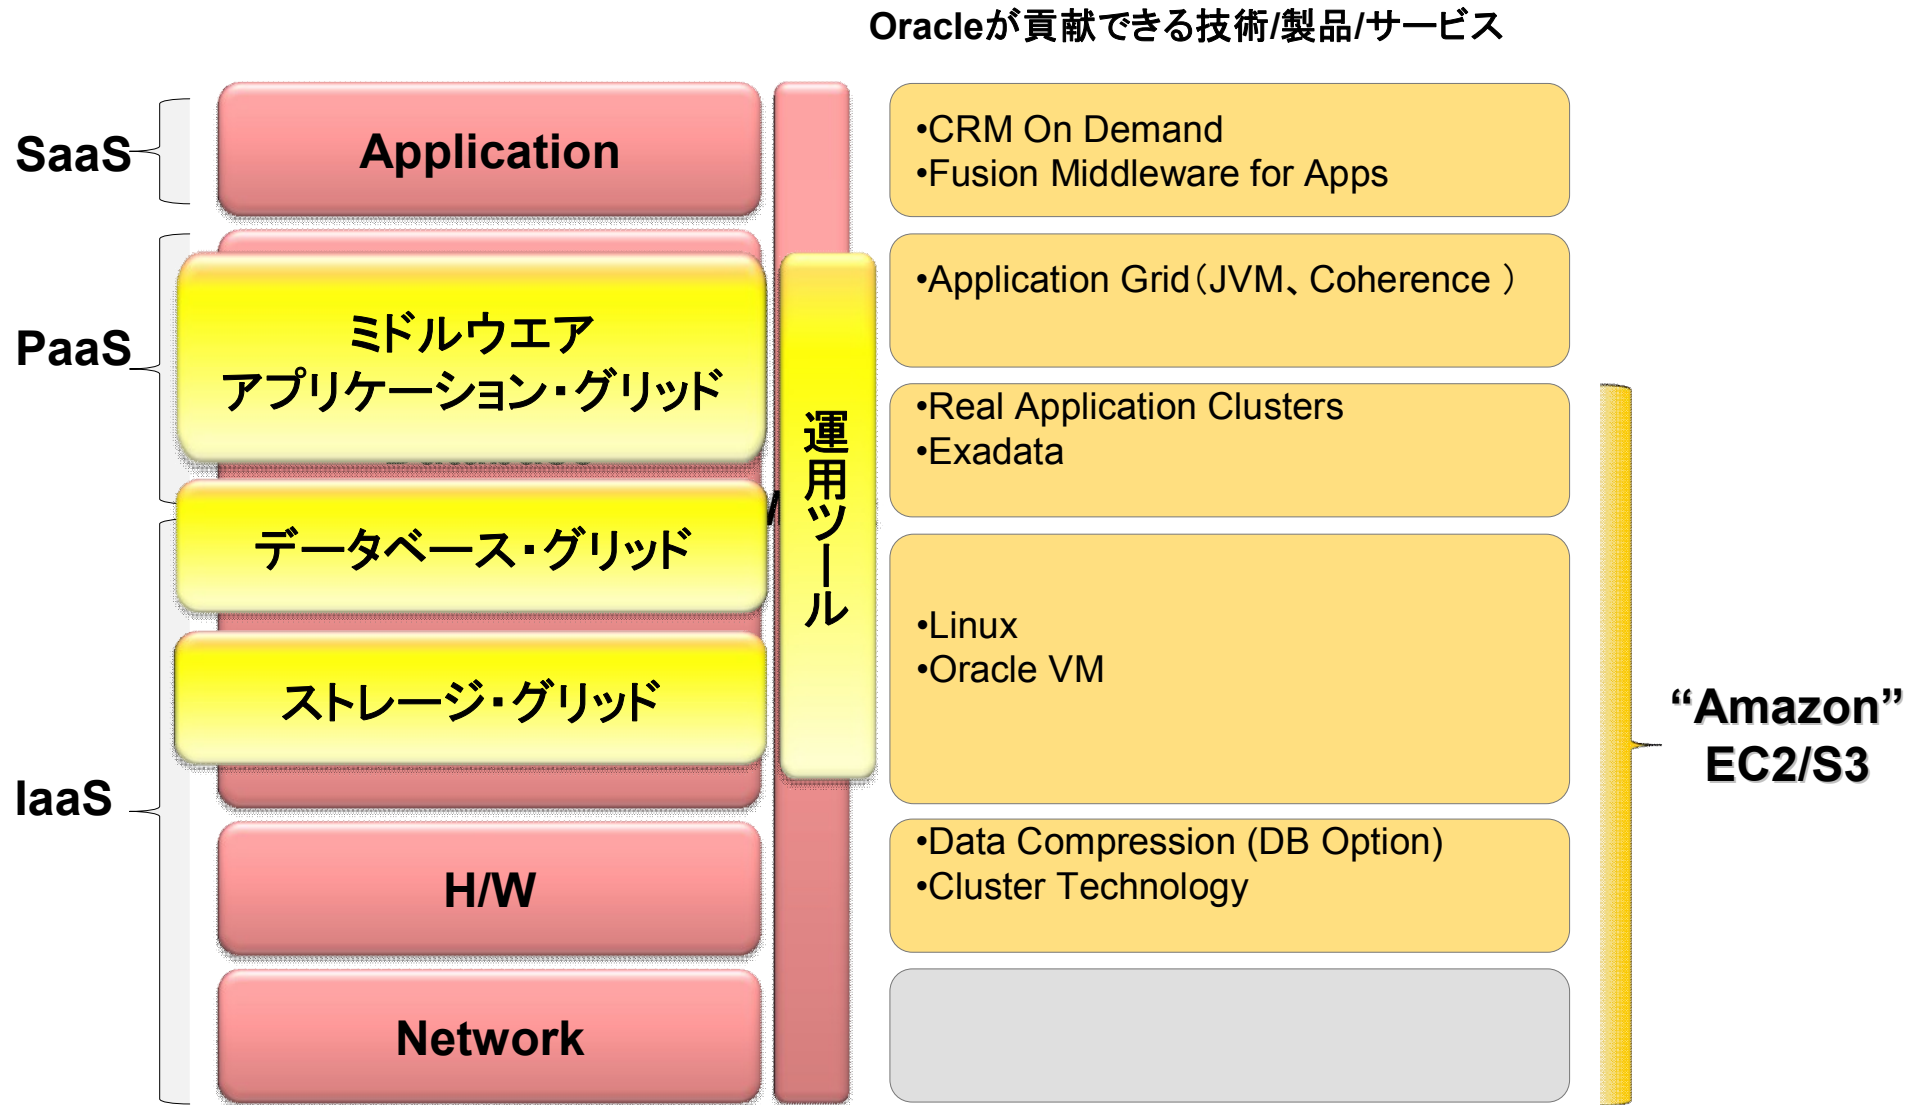 Oracleが貢献できる技術/製品/サービス
SaaS
Application
•CRM On Demand
•Fusion Middleware for Apps
PaaS
ミドルウエア
アプリケーション・グリッド
•Application Grid（JVM、Coherence ）
•Real Application Clusters
•Exadata
運用ツール
データベース・グリッド
ストレージ・グリッド
•Linux
•Oracle VM
IaaS
“Amazon”
EC2/S3
H/W
•Data Compression (DB Option)
•Cluster Technology
Network